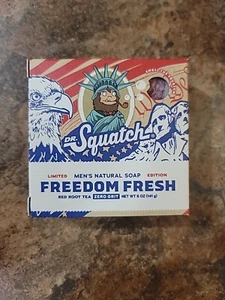 DR.
Squatch
LIMITED MEN'S NATURAL SOAP EDITION
FREEDOM FRESH
RED ROOT TEA ZERO GRIT NET WT 5 OZ (141 g)